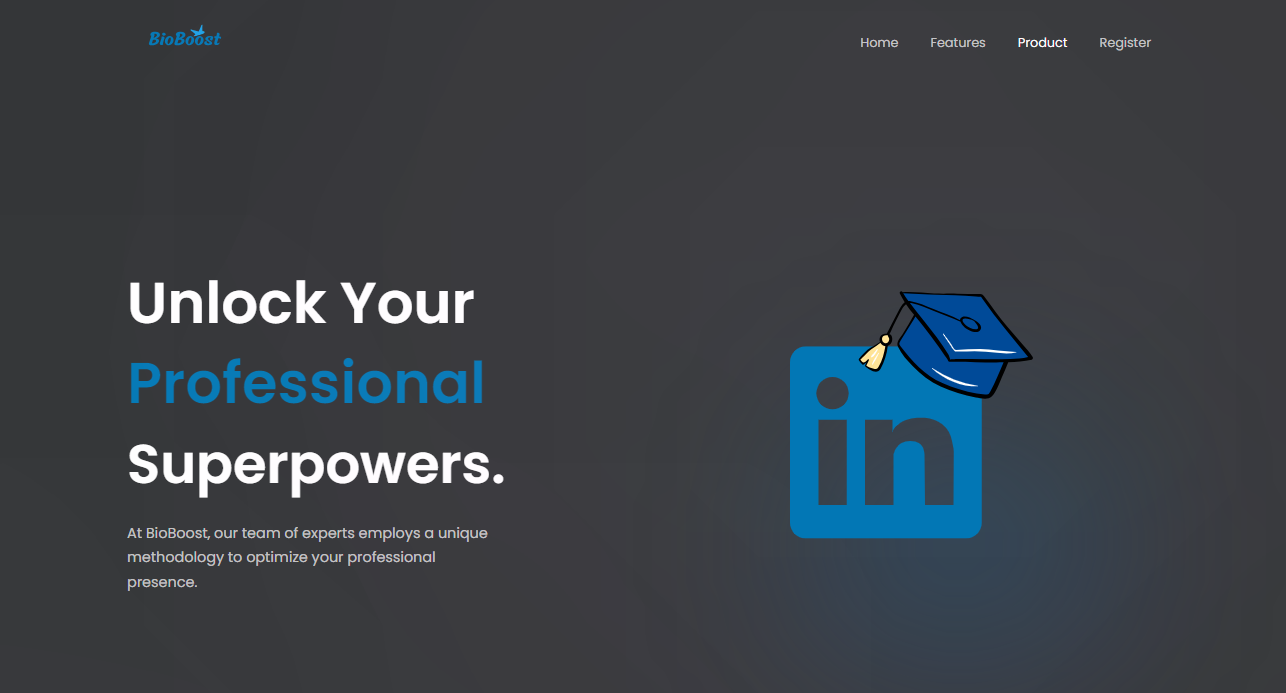 BioBoost
Home Features Product Register
Unlock Your
Professional
Superpowers.
in
At BioBoost, our team of experts employs a unique
methodology to optimize your professional
presence.